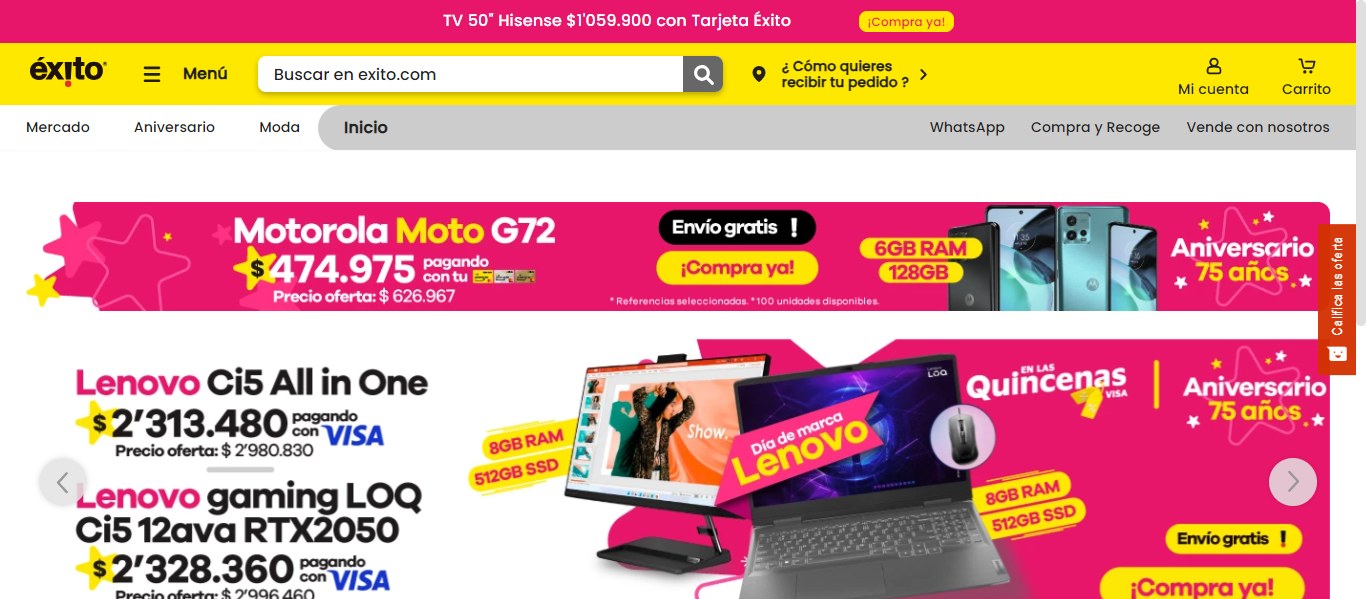 TV 50" Hisense $1'059.900 con Tarjeta Éxito
¡Compra ya!
éxito
Menú
Buscar en exito.com
¿ Cómo quieres
recibir tu pedido ?
Mi cuenta
Carrito
Mercado
Aniversario
Moda
Inicio
WhatsApp
Compra y Recoge
Vende con nosotros
Motorola Moto G72
$474.975 pagando
con tu
Precio oferta: $ 626.967
Envío gratis !
¡Compra ya!
* Referencias seleccionadas. *100 unidades disponibles.
6GB RAM
128GB
Aniversario
75 años
Califica las oferta
Lenovo Ci5 All in One
$2'313.480 pagando
con VISA
Precio oferta: $ 2'980.830
Lenovo gaming LOQ
Ci5 12ava RTX2050
$2'328.360 pagando
con VISA
Precio oferta: $ 2'996.460
8GB RAM
512GB SSD
Show.
Día de marca
Lenovo
LOQ
EN LAS
Quincenas
VISA
Aniversario
75 años
8GB RAM
512GB SSD
Envío gratis !
¡Compra ya!